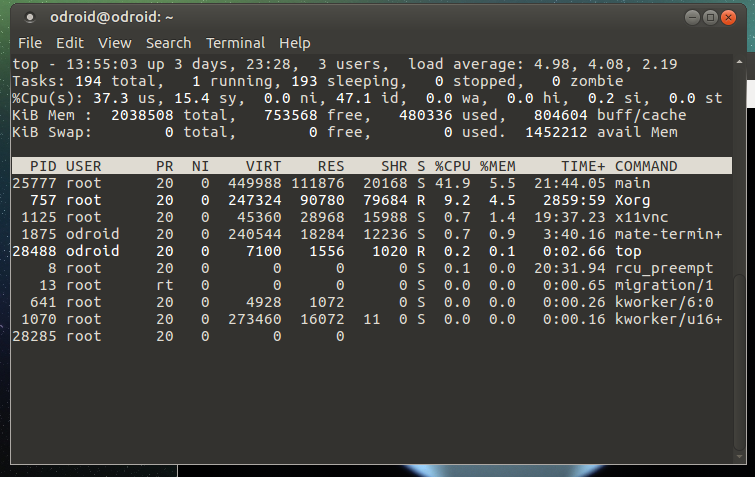 odroid@odroid: ~
File Edit View Search Terminal Help
top - 13:55:03 up 3 days, 23:28,  3 users,  load average: 4.98, 4.08, 2.19
Tasks: 194 total,   1 running, 193 sleeping,   0 stopped,   0 zombie
%Cpu(s): 37.3 us, 15.4 sy,  0.0 ni, 47.1 id,  0.0 wa,  0.0 hi,  0.2 si,  0.0 st
KiB Mem :  2038508 total,   753568 free,   480336 used,   804604 buff/cache
KiB Swap:        0 total,        0 free,        0 used.  1452212 avail Mem
PID USER      PR  NI    VIRT    RES    SHR S %CPU %MEM     TIME+ COMMAND
25777 root      20   0  449988 111876  20168 S 41.9  5.5  21:44.05 main
757 root      20   0  247324  90780  79684 R  9.2  4.5   2859:59 Xorg
1125 root      20   0   45360  28968  15988 S  0.7  1.4  19:37.23 x11vnc
1875 odroid    20   0  240544  18284  12236 S  0.7  0.9   3:40.16 mate-termin+
28488 odroid    20   0    7100   1556   1020 R  0.2  0.1   0:02.66 top
8 root      20   0       0      0      0 S  0.1  0.0  20:31.94 rcu_preempt
13 root      rt   0       0      0      0 S  0.0  0.0   0:00.65 migration/1
641 root      20   0    4928   1072      0 S  0.0  0.0   0:00.26 kworker/6:0
1070 root      20   0  273460  16072  11  0 S  0.0  0.0   0:00.16 kworker/u16+
28285 root      20   0       0      0